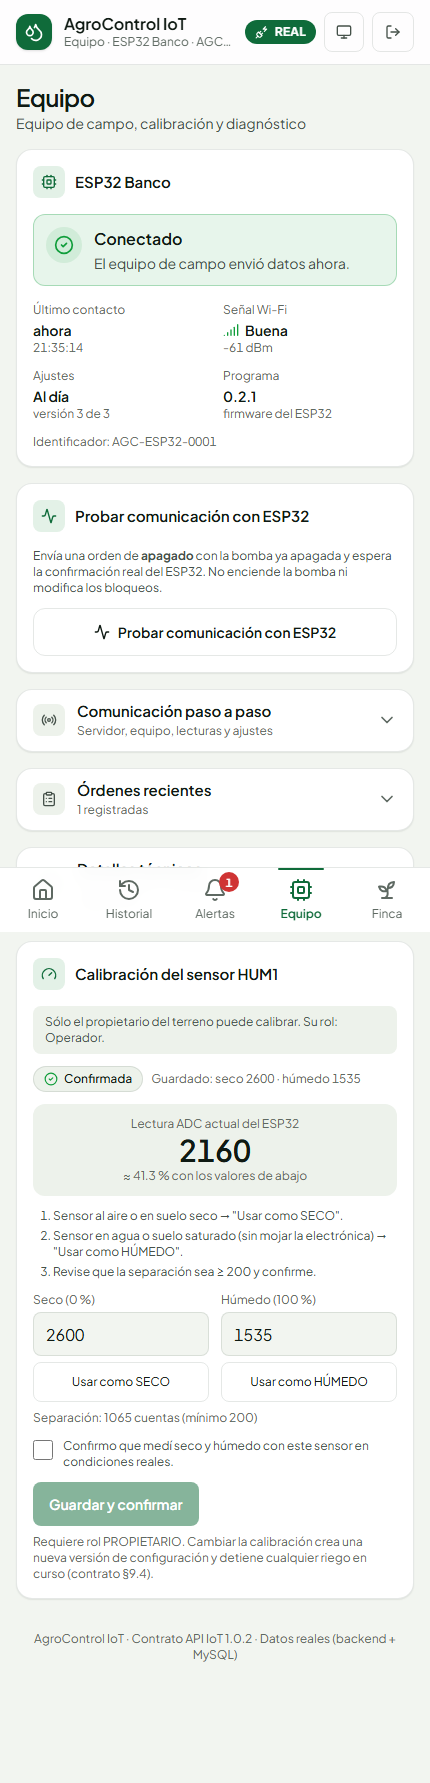 AgroControl IoT
Equipo · ESP32 Banco · AGC...
REAL
Equipo
Equipo de campo, calibración y diagnóstico
ESP32 Banco
Conectado
El equipo de campo envió datos ahora.
Último contacto
ahora
21:35:14
Señal Wi-Fi
Buena
-61 dBm
Ajustes
Al día
versión 3 de 3
Programa
0.2.1
firmware del ESP32
Identificador: AGC-ESP32-0001
Probar comunicación con ESP32
Envía una orden de apagado con la bomba ya apagada y espera
la confirmación real del ESP32. No enciende la bomba ni
modifica los bloqueos.
Probar comunicación con ESP32
Comunicación paso a paso
Servidor, equipo, lecturas y ajustes
Órdenes recientes
1 registradas
Inicio
Historial
1
Alertas
Equipo
Finca
Calibración del sensor HUM1
Sólo el propietario del terreno puede calibrar. Su rol:
Operador.
Confirmada
Guardado: seco 2600 · húmedo 1535
Lectura ADC actual del ESP32
2160
≈ 41.3 % con los valores de abajo
1. Sensor al aire o en suelo seco → "Usar como SECO".
2. Sensor en agua o suelo saturado (sin mojar la electrónica) →
"Usar como HÚMEDO".
3. Revise que la separación sea ≥ 200 y confirme.
Seco (0 %)
Húmedo (100 %)
2600
1535
Usar como SECO
Usar como HÚMEDO
Separación: 1065 cuentas (mínimo 200)
Confirmo que medí seco y húmedo con este sensor en
condiciones reales.
Guardar y confirmar
Requiere rol PROPIETARIO. Cambiar la calibración crea una
nueva versión de configuración y detiene cualquier riego en
curso (contrato §9.4).
AgroControl IoT · Contrato API IoT 1.0.2 · Datos reales (backend +
MySQL)